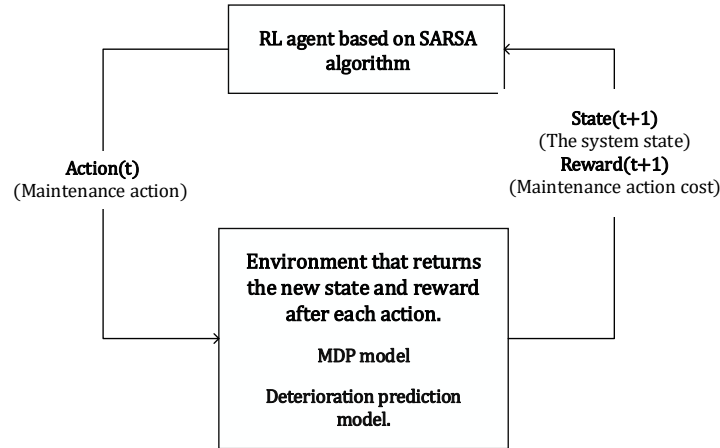 RL agent based on SARSA
algorithm
State(t+1)
(The system state)
Reward(t+1)
(Maintenance action cost)
Action(t)
(Maintenance action)
Environment that returns
the new state and reward
after each action.
MDP model
Deterioration prediction
model.